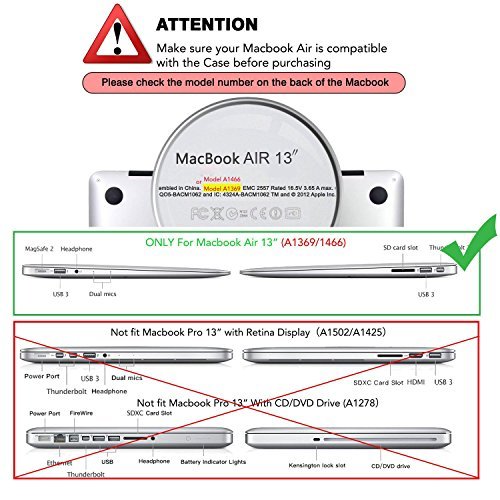 ATTENTION
Make sure your Macbook Air is compatible
with the Case before purchasing
Please check the model number on the back of the Macbook
MacBook AIR 13"
or Model A1466
ambled in China. Model A1369 EMC 2557 Rated 16.5V 3.65 A max.
QDS-BACM1062 and IC: 4324A-BACM1062 TM and © 2012 Apple Inc.
ONLY For Macbook Air 13" (A1369/1466)
MagSafe 2 Headphone
SD card slot Thunderbolt 2
USB 3 Dual mics
USB 3
Not fit Macbook Pro 13" with Retina Display (A1502/A1425)
Power Port USB 3 Dual mics
Thunderbolt Headphone
SDXC Card Slot HDMI USB 3
Not fit Macbook Pro 13" With CD/DVD Drive (A1278)
Power Port FireWire SDXC Card Slot
Ethernet USB Headphone Battery Indicator Lights
Thunderbolt
Kensington look slot CD/DVD drive